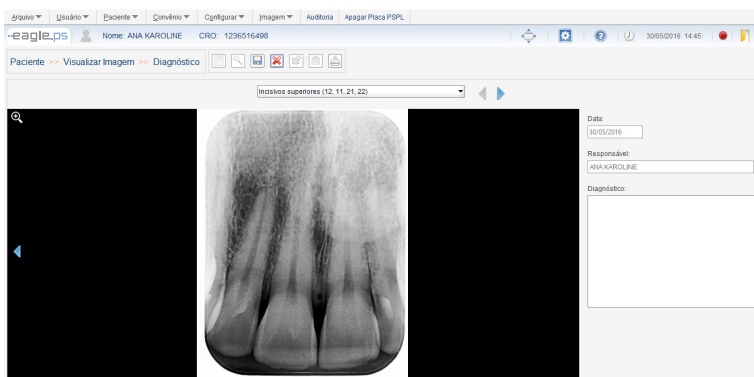 Arquivo Usuário Paciente Convênio Configurar Imagem Auditoria Apagar Placa PSPL
eagle.ps Nome: ANA KAROLINE CRO: 1236516498 30/05/2016 14:45
Paciente >> Visualizar Imagem >> Diagnóstico
Incisivos superiores (12, 11, 21, 22)
Data:
30/05/2016
Responsável:
ANA KAROLINE
Diagnóstico: